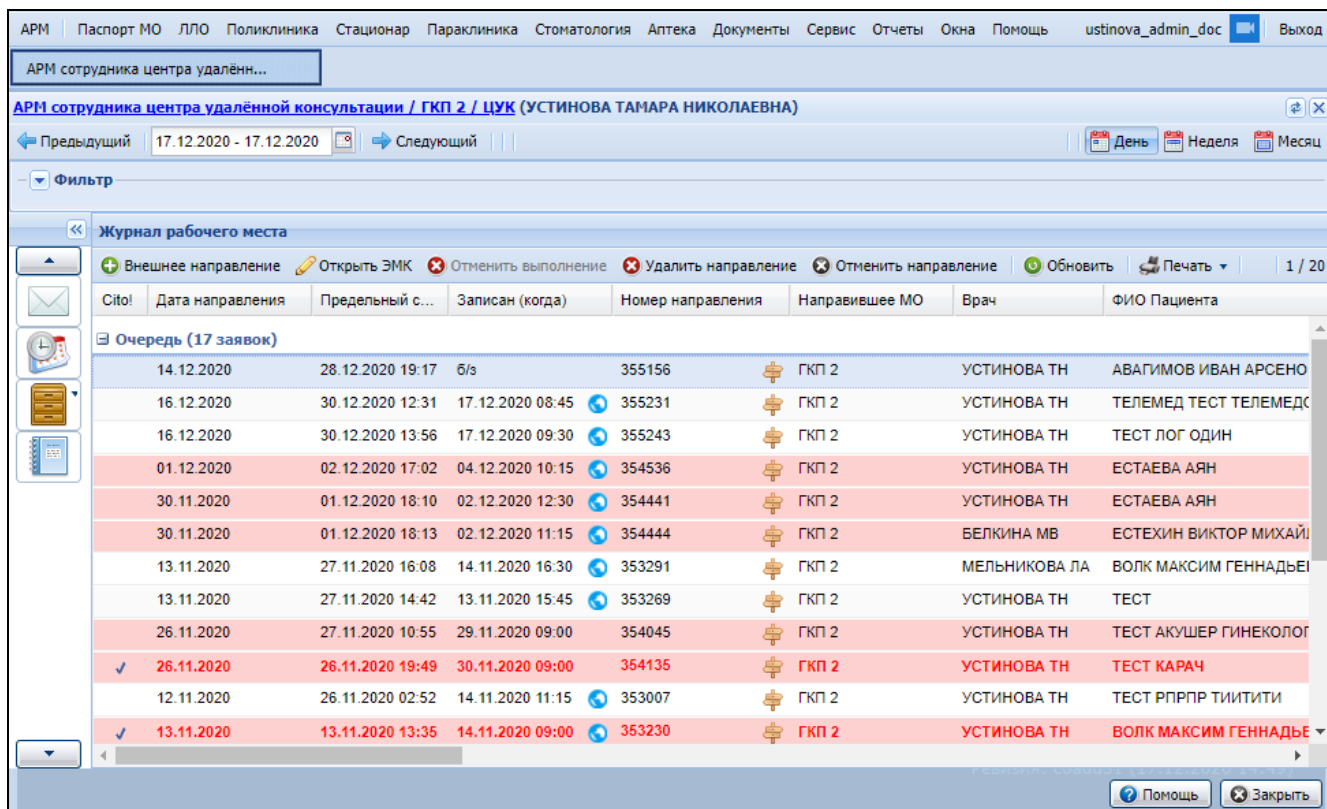 АРМ Паспорт МО ЛЛО Поликлиника Стационар Параклиника Стоматология Аптека Документы Сервис Отчеты Окна Помощь ustinova_admin_doc Выход
АРМ сотрудника центра удалённ...
АРМ сотрудника центра удалённой консультации / ГКП 2 / ЦУК (УСТИНОВА ТАМАРА НИКОЛАЕВНА)
Предыдущий 17.12.2020 - 17.12.2020 Следующий День Неделя Месяц
Фильтр
Журнал рабочего места
Внешнее направление Открыть ЭМК Отменить выполнение Удалить направление Отменить направление Обновить Печать 1 / 20
Cito! Дата направления Предельный с... Записан (когда) Номер направления Направившее МО Врач ФИО Пациента
Очередь (17 заявок)
14.12.2020 28.12.2020 19:17 б/з 355156 ГКП 2 УСТИНОВА ТН АВАГИМОВ ИВАН АРСЕНО
16.12.2020 30.12.2020 12:31 17.12.2020 08:45 355231 ГКП 2 УСТИНОВА ТН ТЕЛЕМЕД ТЕСТ ТЕЛЕМЕДО
16.12.2020 30.12.2020 13:56 17.12.2020 09:30 355243 ГКП 2 УСТИНОВА ТН ТЕСТ ЛОГ ОДИН
01.12.2020 02.12.2020 17:02 04.12.2020 10:15 354536 ГКП 2 УСТИНОВА ТН ЕСТАЕВА АЯН
30.11.2020 01.12.2020 18:10 02.12.2020 12:30 354441 ГКП 2 УСТИНОВА ТН ЕСТАЕВА АЯН
30.11.2020 01.12.2020 18:13 02.12.2020 11:15 354444 ГКП 2 БЕЛКИНА МВ ЕСТЕХИН ВИКТОР МИХАЙЛ
13.11.2020 27.11.2020 16:08 14.11.2020 16:30 353291 ГКП 2 МЕЛЬНИКОВА ЛА ВОЛК МАКСИМ ГЕННАДЬЕ
13.11.2020 27.11.2020 14:42 13.11.2020 15:45 353269 ГКП 2 УСТИНОВА ТН ТЕСТ
26.11.2020 27.11.2020 10:55 29.11.2020 09:00 354045 ГКП 2 УСТИНОВА ТН ТЕСТ АКУШЕР ГИНЕКОЛОГ
26.11.2020 26.11.2020 19:49 30.11.2020 09:00 354135 ГКП 2 УСТИНОВА ТН ТЕСТ КАРАЧ
12.11.2020 26.11.2020 02:52 14.11.2020 11:15 353007 ГКП 2 УСТИНОВА ТН ТЕСТ РПРПР ТИИТИТИ
13.11.2020 13.11.2020 13:35 14.11.2020 09:00 353230 ГКП 2 УСТИНОВА ТН ВОЛК МАКСИМ ГЕННАДЬЕ
Помощь Закрыть